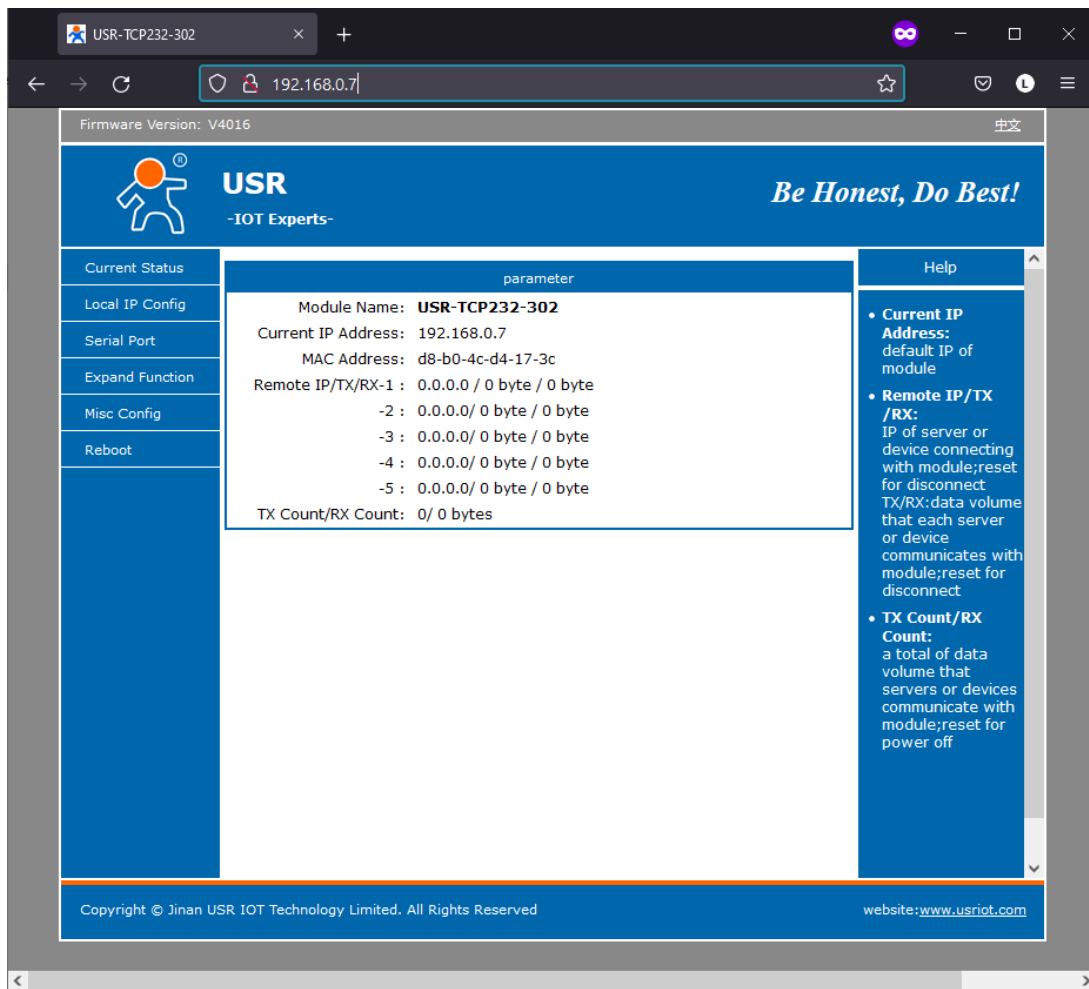 USR-TCP232-302
192.168.0.7
L
Firmware Version: V4016
中文
®
USR
-IOT Experts-
Be Honest, Do Best!
Current Status
Local IP Config
Serial Port
Expand Function
Misc Config
Reboot
parameter
Module Name: USR-TCP232-302
Current IP Address: 192.168.0.7
MAC Address: d8-b0-4c-d4-17-3c
Remote IP/TX/RX-1 : 0.0.0.0 / 0 byte / 0 byte
-2 : 0.0.0.0/ 0 byte / 0 byte
-3 : 0.0.0.0/ 0 byte / 0 byte
-4 : 0.0.0.0/ 0 byte / 0 byte
-5 : 0.0.0.0/ 0 byte / 0 byte
TX Count/RX Count: 0/ 0 bytes
Help
• Current IP
Address:
default IP of
module
• Remote IP/TX
/RX:
IP of server or
device connecting
with module;reset
for disconnect
TX/RX:data volume
that each server
or device
communicates with
module;reset for
disconnect
• TX Count/RX
Count:
a total of data
volume that
servers or devices
communicate with
module;reset for
power off
Copyright © Jinan USR IOT Technology Limited. All Rights Reserved
website:www.usriot.com